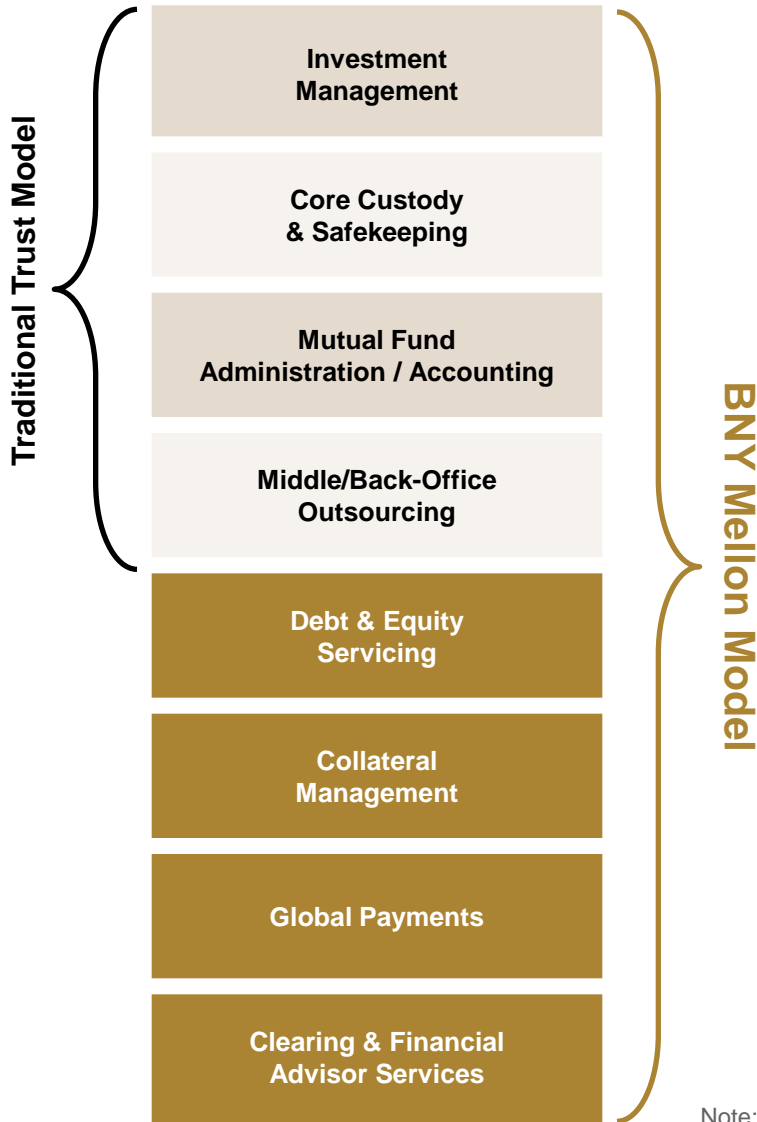 Traditional Trust Model
Investment
Management
Core Custody
& Safekeeping
Mutual Fund
Administration / Accounting
Middle/Back-Office
Outsourcing
Debt & Equity
Servicing
Collateral
Management
Global Payments
Clearing & Financial
Advisor Services
BNY Mellon Model
Note: